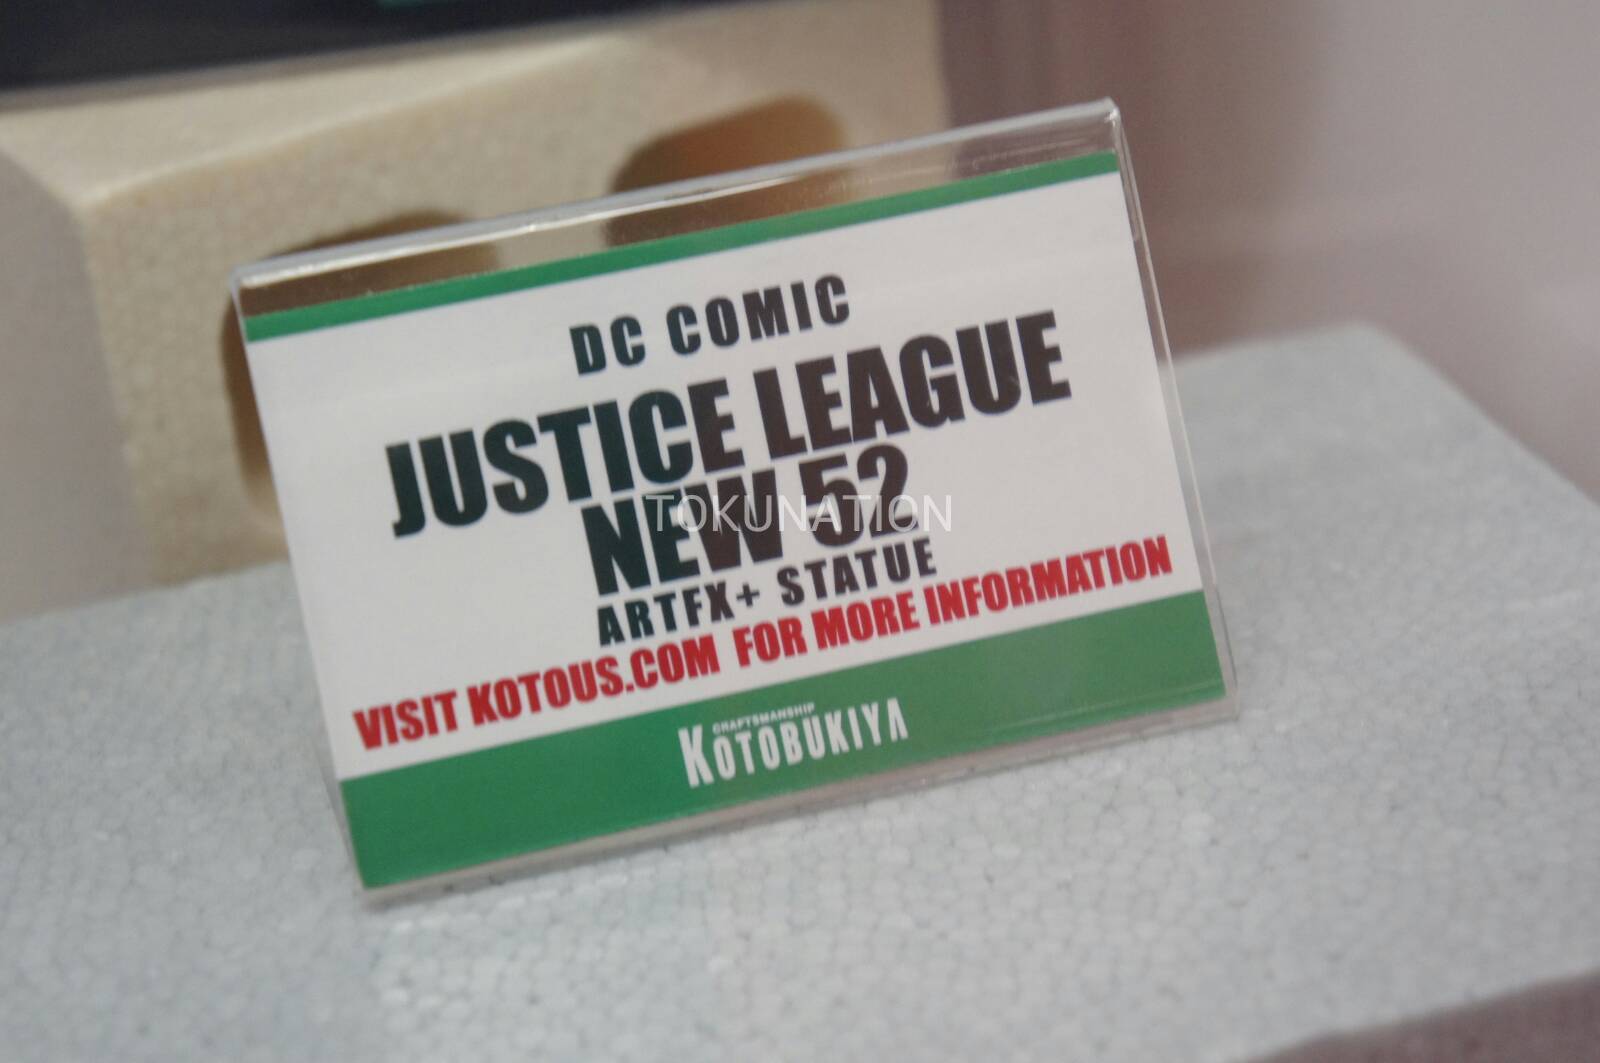 DC COMIC
JUSTICE LEAGUE
NEW 52
TOKUNATION
ARTFX+ STATUE
VISIT KOTOUS.COM FOR MORE INFORMATION
CRAFTSMANSHIP
KOTOBUKIYA